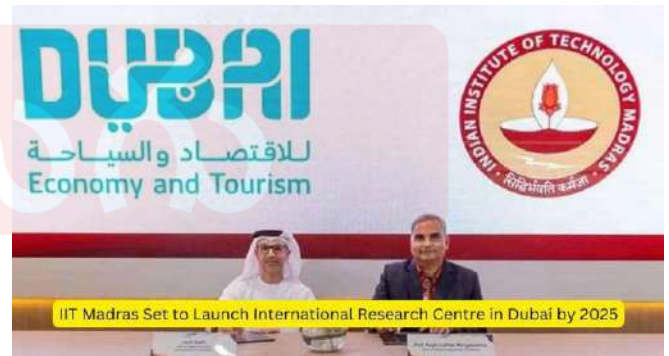 DUBAI
للاقتصاد والسياحة
Economy and Tourism
INDIAN INSTITUTE OF TECHNOLOGY MADRAS
सिद्धिर्भवति कर्मजा
IIT Madras Set to Launch International Research Centre in Dubai by 2025